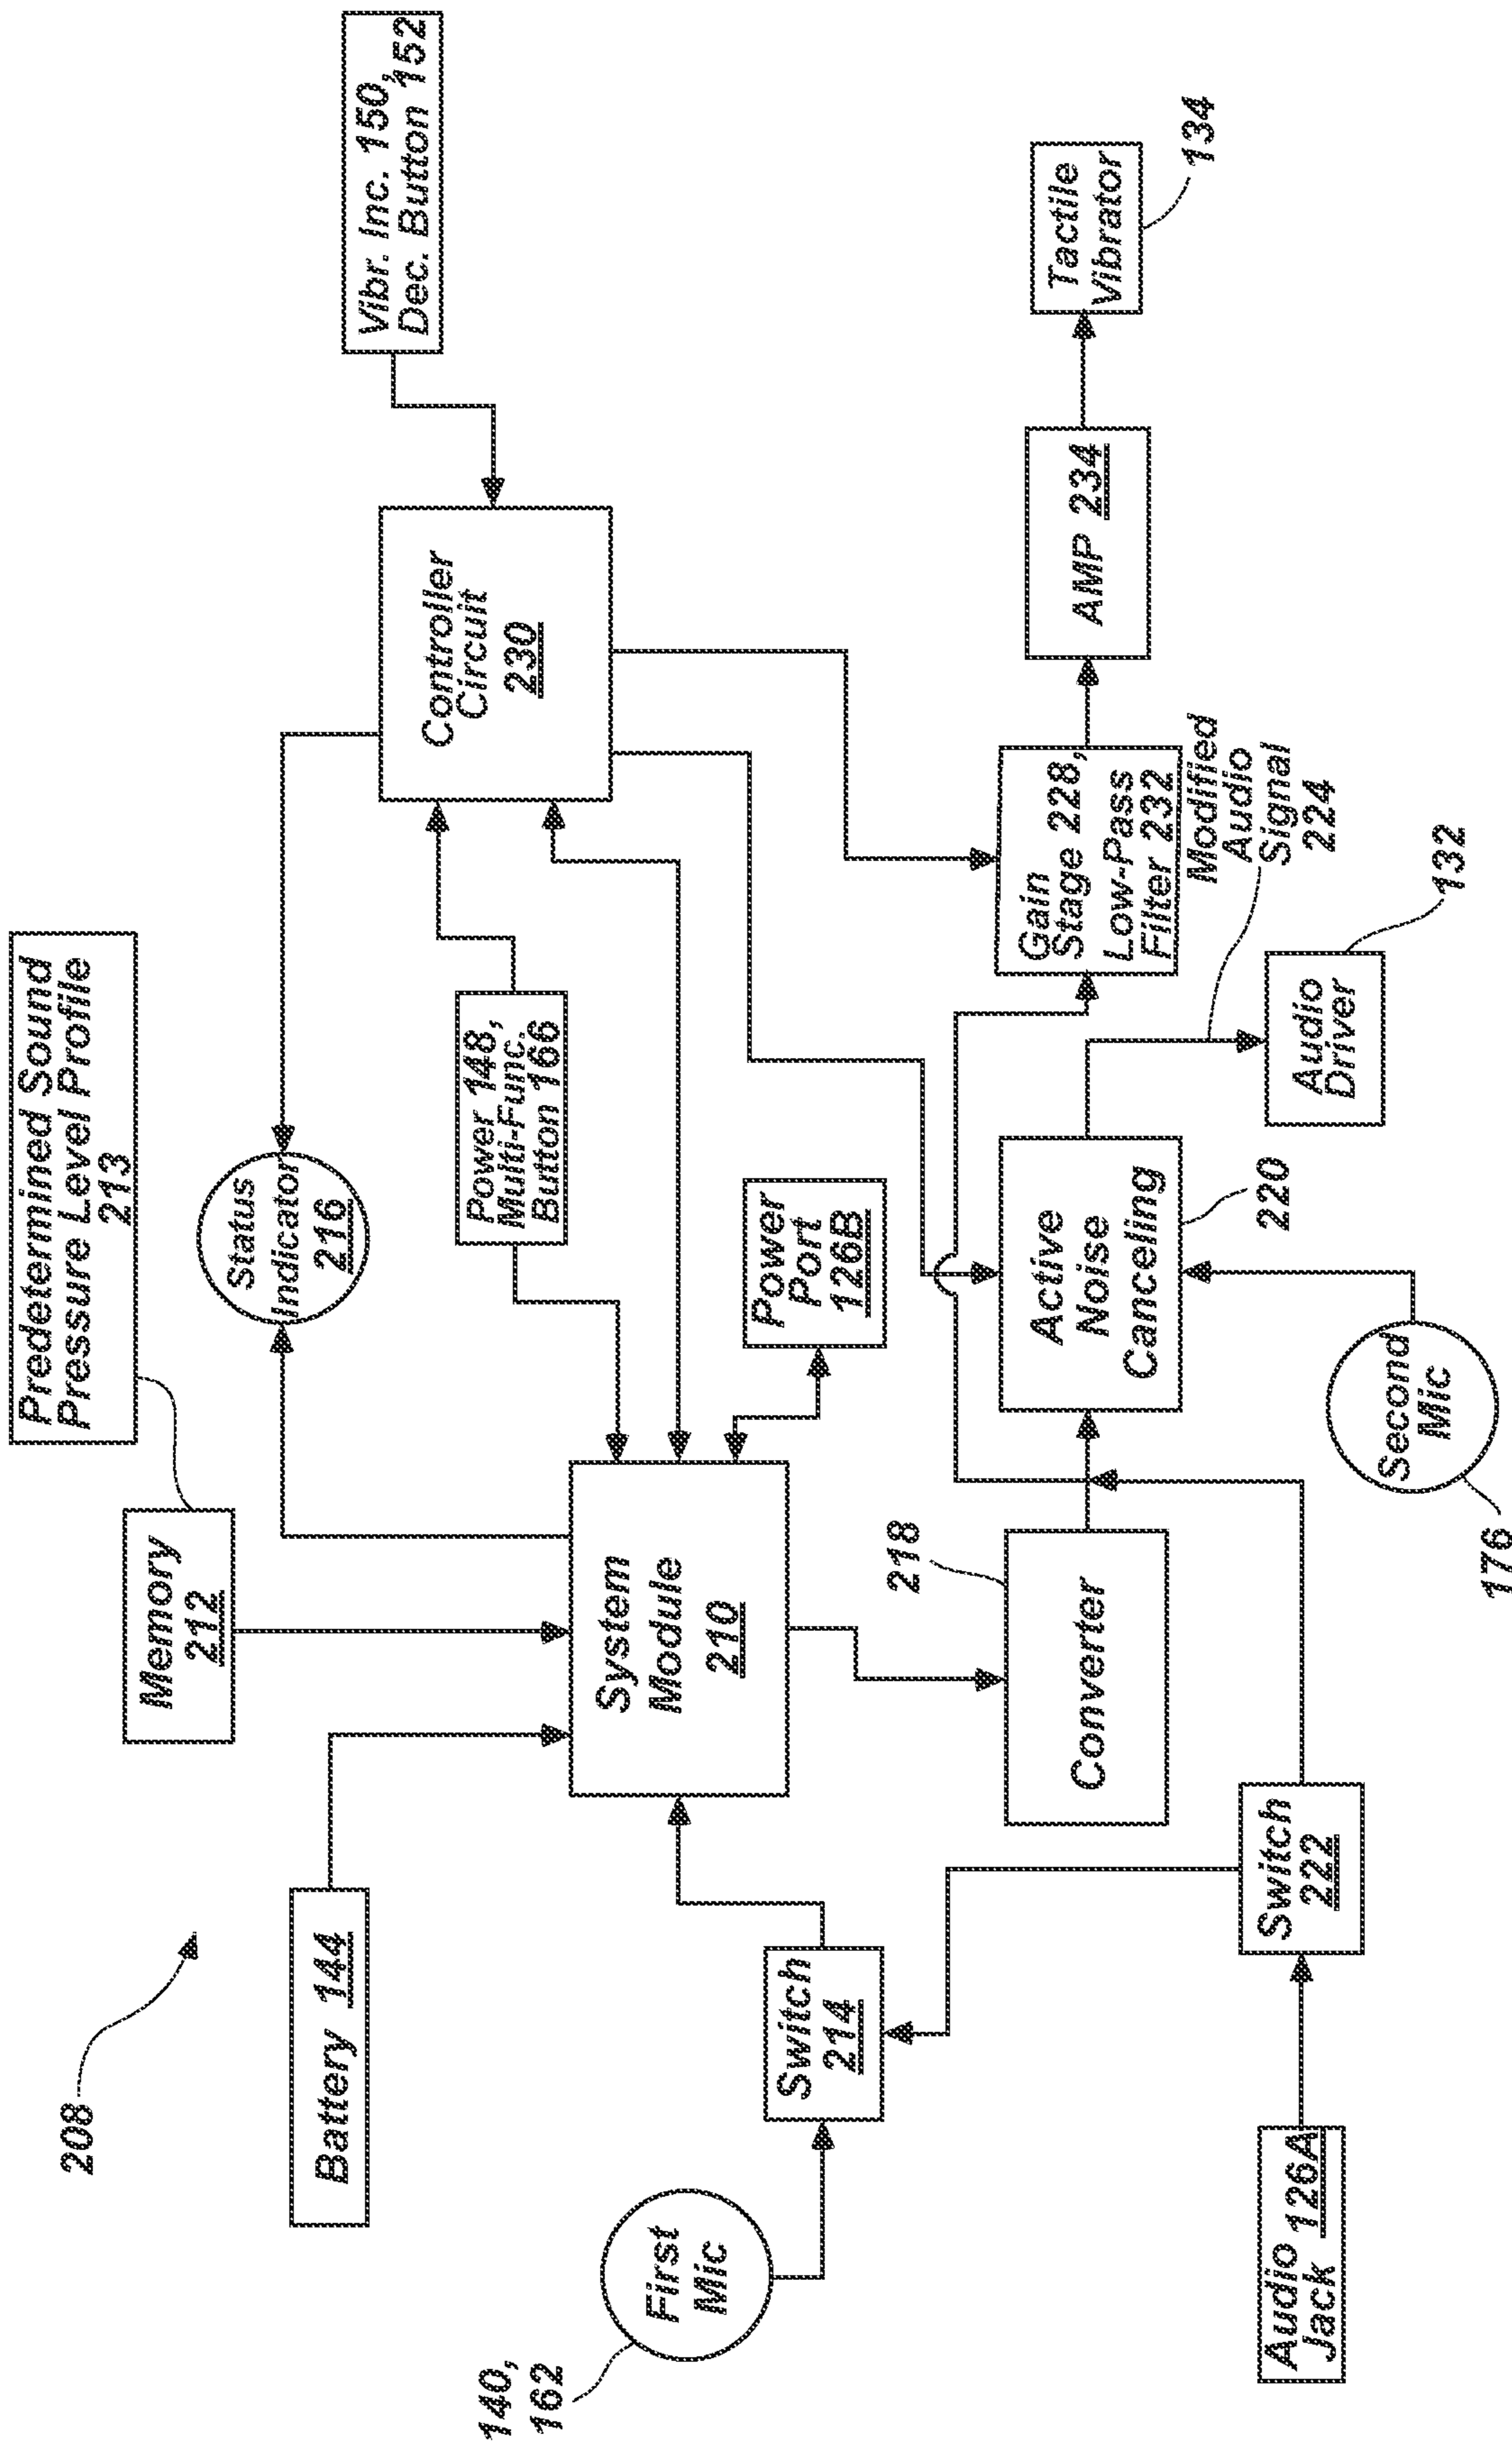 208
Predetermined Sound
Pressure Level Profile
213
Memory
212
Battery 144
Status
Indicator
216
Vibr. Inc. 150,
Dec. Button 152
Controller
Circuit
230
Power 148,
Multi-Func.
Button 166
System
Module
210
Power
Port
126B
First
Mic
140,
162
Switch
214
218
Converter
Active
Noise
Canceling
220
Gain
Stage 228,
Low-Pass
Filter 232
AMP 234
Tactile
Vibrator
134
Modified
Audio
Signal
224
Audio
Driver
132
Audio 126A
Jack
Switch
222
Second
Mic
176